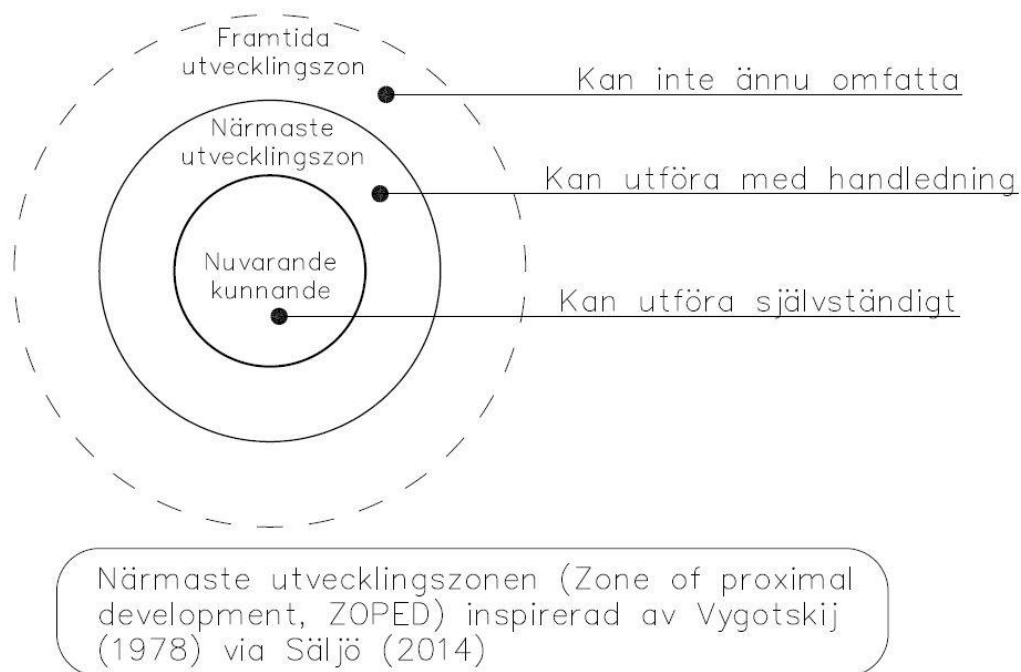 Framtida
utvecklingszon
Kan inte ännu omfatta
Närmaste
utvecklingszon
Kan utföra med handledning
Nuvarande
kunnande
Kan utföra självständigt
Närmaste utvecklingszonen (Zone of proximal
development, ZOPED) inspirerad av Vygotskij
(1978) via Säljö (2014)